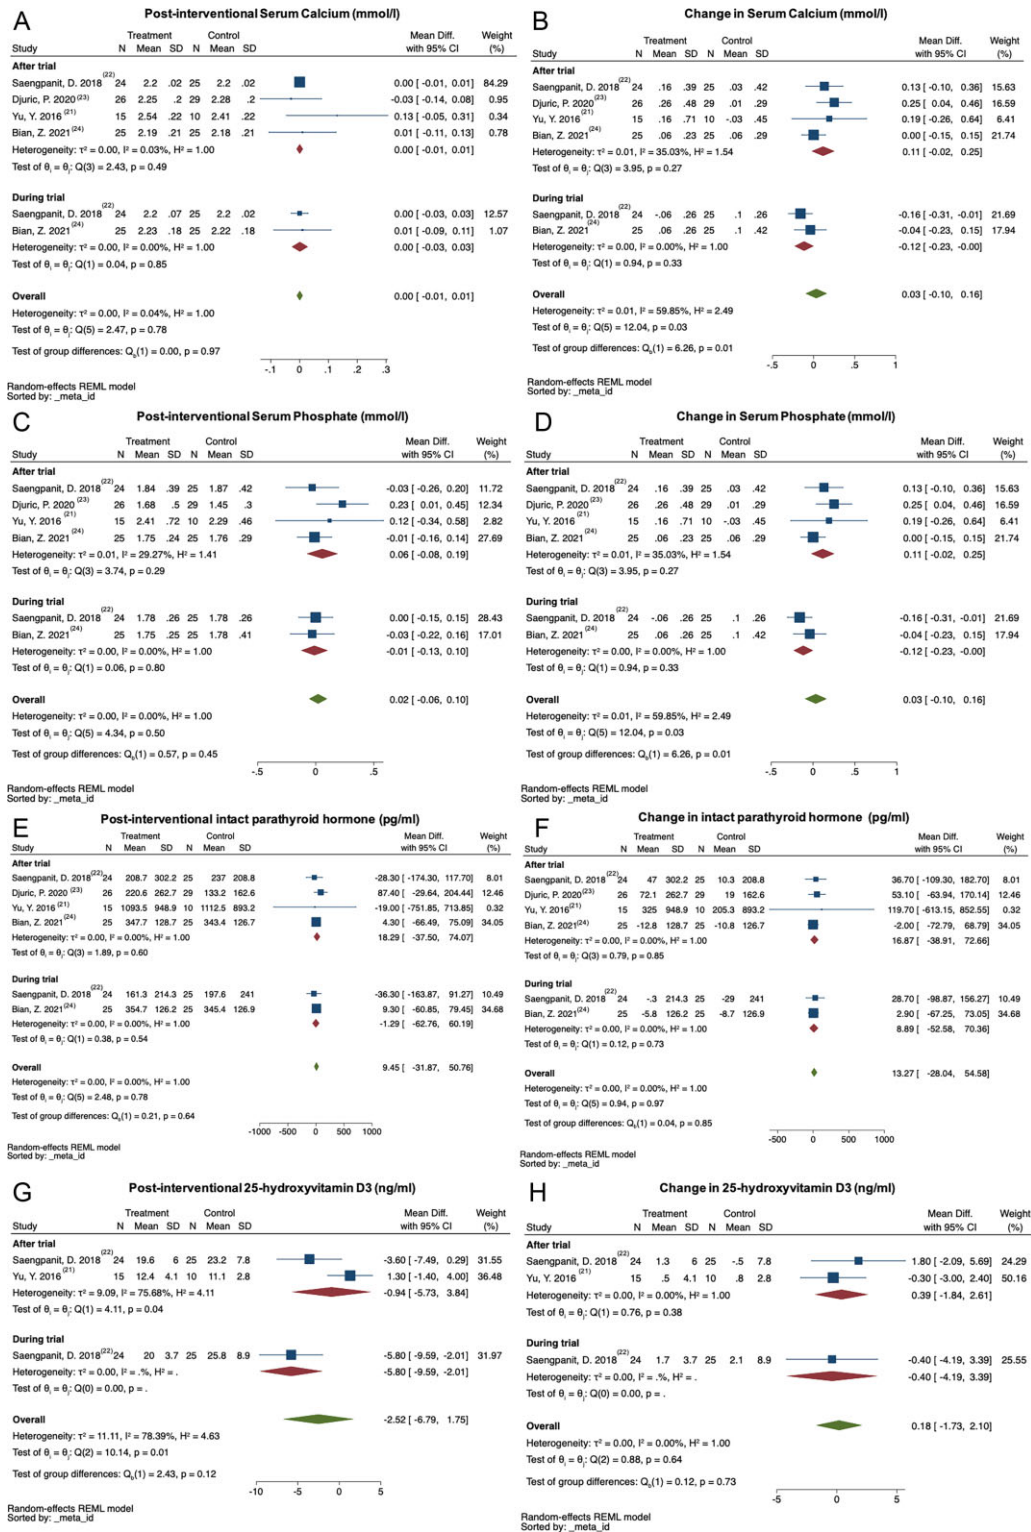 A
Post-interventional Serum Calcium (mmol/l)
Treatment Control Mean Diff. Weight
Study N Mean SD N Mean SD with 95% CI (%)
After trial
Saengpanit, D. 2018 (22) 24 2.2 .02 25 2.2 .02 0.00 [ -0.01, 0.01] 84.29
Djuric, P. 2020 (23) 26 2.25 .2 29 2.28 .2 -0.03 [ -0.14, 0.08] 0.95
Yu, Y. 2016 (21) 15 2.54 .22 10 2.41 .22 0.13 [ -0.05, 0.31] 0.34
Bian, Z. 2021 (24) 25 2.19 .21 25 2.18 .21 0.01 [ -0.11, 0.13] 0.78
Heterogeneity: τ² = 0.00, I² = 0.03%, H² = 1.00 0.00 [ -0.01, 0.01]
Test of θi = θj: Q(3) = 2.43, p = 0.49
During trial
Saengpanit, D. 2018 (22) 24 2.2 .07 25 2.2 .02 0.00 [ -0.03, 0.03] 12.57
Bian, Z. 2021 (24) 25 2.23 .18 25 2.22 .18 0.01 [ -0.09, 0.11] 1.07
Heterogeneity: τ² = 0.00, I² = 0.00%, H² = 1.00 0.00 [ -0.03, 0.03]
Test of θi = θj: Q(1) = 0.04, p = 0.85
Overall 0.00 [ -0.01, 0.01]
Heterogeneity: τ² = 0.00, I² = 0.04%, H² = 1.00
Test of θi = θj: Q(5) = 2.47, p = 0.78
Test of group differences: Qb(1) = 0.00, p = 0.97
-.1 0 .1 .2 .3
Random-effects REML model
Sorted by: _meta_id
B
Change in Serum Calcium (mmol/l)
Treatment Control Mean Diff. Weight
Study N Mean SD N Mean SD with 95% CI (%)
After trial
Saengpanit, D. 2018 (22) 24 .16 .39 25 .03 .42 0.13 [ -0.10, 0.36] 15.63
Djuric, P. 2020 (23) 26 .26 .48 29 .01 .29 0.25 [ 0.04, 0.46] 16.59
Yu, Y. 2016 (21) 15 .16 .71 10 -.03 .45 0.19 [ -0.26, 0.64] 6.41
Bian, Z. 2021 (24) 25 .06 .23 25 .06 .29 0.00 [ -0.15, 0.15] 21.74
Heterogeneity: τ² = 0.01, I² = 35.03%, H² = 1.54 0.11 [ -0.02, 0.25]
Test of θi = θj: Q(3) = 3.95, p = 0.27
During trial
Saengpanit, D. 2018 (22) 24 -.06 .26 25 .1 .26 -0.16 [ -0.31, -0.01] 21.69
Bian, Z. 2021 (24) 25 .06 .26 25 .1 .42 -0.04 [ -0.23, 0.15] 17.94
Heterogeneity: τ² = 0.00, I² = 0.00%, H² = 1.00 -0.12 [ -0.23, -0.00]
Test of θi = θj: Q(1) = 0.94, p = 0.33
Overall 0.03 [ -0.10, 0.16]
Heterogeneity: τ² = 0.01, I² = 59.85%, H² = 2.49
Test of θi = θj: Q(5) = 12.04, p = 0.03
Test of group differences: Qb(1) = 6.26, p = 0.01
-.5 0 .5 1
Random-effects REML model
Sorted by: _meta_id
C
Post-interventional Serum Phosphate (mmol/l)
Treatment Control Mean Diff. Weight
Study N Mean SD N Mean SD with 95% CI (%)
After trial
Saengpanit, D. 2018 (22) 24 1.84 .39 25 1.87 .42 -0.03 [ -0.26, 0.20] 11.72
Djuric, P. 2020 (23) 26 1.68 .5 29 1.45 .3 0.23 [ 0.01, 0.45] 12.34
Yu, Y. 2016 (21) 15 2.41 .72 10 2.29 .46 0.12 [ -0.34, 0.58] 2.82
Bian, Z. 2021 (24) 25 1.75 .24 25 1.76 .29 -0.01 [ -0.16, 0.14] 27.69
Heterogeneity: τ² = 0.01, I² = 29.27%, H² = 1.41 0.06 [ -0.08, 0.19]
Test of θi = θj: Q(3) = 3.74, p = 0.29
During trial
Saengpanit, D. 2018 (22) 24 1.78 .26 25 1.78 .26 0.00 [ -0.15, 0.15] 28.43
Bian, Z. 2021 (24) 25 1.75 .25 25 1.78 .41 -0.03 [ -0.22, 0.16] 17.01
Heterogeneity: τ² = 0.00, I² = 0.00%, H² = 1.00 -0.01 [ -0.13, 0.10]
Test of θi = θj: Q(1) = 0.06, p = 0.80
Overall 0.02 [ -0.06, 0.10]
Heterogeneity: τ² = 0.00, I² = 0.00%, H² = 1.00
Test of θi = θj: Q(5) = 4.34, p = 0.50
Test of group differences: Qb(1) = 0.57, p = 0.45
-.5 0 .5
Random-effects REML model
Sorted by: _meta_id
D
Change in Serum Phosphate (mmol/l)
Treatment Control Mean Diff. Weight
Study N Mean SD N Mean SD with 95% CI (%)
After trial
Saengpanit, D. 2018 (22) 24 .16 .39 25 .03 .42 0.13 [ -0.10, 0.36] 15.63
Djuric, P. 2020 (23) 26 .26 .48 29 .01 .29 0.25 [ 0.04, 0.46] 16.59
Yu, Y. 2016 (21) 15 .16 .71 10 -.03 .45 0.19 [ -0.26, 0.64] 6.41
Bian, Z. 2021 (24) 25 .06 .23 25 .06 .29 0.00 [ -0.15, 0.15] 21.74
Heterogeneity: τ² = 0.01, I² = 35.03%, H² = 1.54 0.11 [ -0.02, 0.25]
Test of θi = θj: Q(3) = 3.95, p = 0.27
During trial
Saengpanit, D. 2018 (22) 24 -.06 .26 25 .1 .26 -0.16 [ -0.31, -0.01] 21.69
Bian, Z. 2021 (24) 25 .06 .26 25 .1 .42 -0.04 [ -0.23, 0.15] 17.94
Heterogeneity: τ² = 0.00, I² = 0.00%, H² = 1.00 -0.12 [ -0.23, -0.00]
Test of θi = θj: Q(1) = 0.94, p = 0.33
Overall 0.03 [ -0.10, 0.16]
Heterogeneity: τ² = 0.01, I² = 59.85%, H² = 2.49
Test of θi = θj: Q(5) = 12.04, p = 0.03
Test of group differences: Qb(1) = 6.26, p = 0.01
-.5 0 .5 1
Random-effects REML model
Sorted by: _meta_id
E
Post-interventional intact parathyroid hormone (pg/ml)
Treatment Control Mean Diff. Weight
Study N Mean SD N Mean SD with 95% CI (%)
After trial
Saengpanit, D. 2018 (22) 24 208.7 302.2 25 237 208.8 -28.30 [ -174.30, 117.70] 8.01
Djuric, P. 2020 (23) 26 220.6 262.7 29 133.2 162.6 87.40 [ -29.64, 204.44] 12.46
Yu, Y. 2016 (21) 15 1093.5 948.9 10 1112.5 893.2 -19.00 [ -751.85, 713.85] 0.32
Bian, Z. 2021 (24) 25 347.7 128.7 25 343.4 126.7 4.30 [ -66.49, 75.09] 34.05
Heterogeneity: τ² = 0.00, I² = 0.00%, H² = 1.00 18.29 [ -37.50, 74.07]
Test of θi = θj: Q(3) = 1.89, p = 0.60
During trial
Saengpanit, D. 2018 (22) 24 161.3 214.3 25 197.6 241 -36.30 [ -163.87, 91.27] 10.49
Bian, Z. 2021 (24) 25 354.7 126.2 25 345.4 126.9 9.30 [ -60.85, 79.45] 34.68
Heterogeneity: τ² = 0.00, I² = 0.00%, H² = 1.00 -1.29 [ -62.76, 60.19]
Test of θi = θj: Q(1) = 0.38, p = 0.54
Overall 9.45 [ -31.87, 50.76]
Heterogeneity: τ² = 0.00, I² = 0.00%, H² = 1.00
Test of θi = θj: Q(5) = 2.48, p = 0.78
Test of group differences: Qb(1) = 0.21, p = 0.64
-1000 -500 0 500 1000
Random-effects REML model
Sorted by: _meta_id
F
Change in intact parathyroid hormone (pg/ml)
Treatment Control Mean Diff. Weight
Study N Mean SD N Mean SD with 95% CI (%)
After trial
Saengpanit, D. 2018 (22) 24 47 302.2 25 10.3 208.8 36.70 [ -109.30, 182.70] 8.01
Djuric, P. 2020 (23) 26 72.1 262.7 29 19 162.6 53.10 [ -63.94, 170.14] 12.46
Yu, Y. 2016 (21) 15 325 948.9 10 205.3 893.2 119.70 [ -613.15, 852.55] 0.32
Bian, Z. 2021 (24) 25 -12.8 128.7 25 -10.8 126.7 -2.00 [ -72.79, 68.79] 34.05
Heterogeneity: τ² = 0.00, I² = 0.00%, H² = 1.00 16.87 [ -38.91, 72.66]
Test of θi = θj: Q(3) = 0.79, p = 0.85
During trial
Saengpanit, D. 2018 (22) 24 -.3 214.3 25 -29 241 28.70 [ -98.87, 156.27] 10.49
Bian, Z. 2021 (24) 25 -5.8 126.2 25 -8.7 126.9 2.90 [ -67.25, 73.05] 34.68
Heterogeneity: τ² = 0.00, I² = 0.00%, H² = 1.00 8.89 [ -52.58, 70.36]
Test of θi = θj: Q(1) = 0.12, p = 0.73
Overall 13.27 [ -28.04, 54.58]
Heterogeneity: τ² = 0.00, I² = 0.00%, H² = 1.00
Test of θi = θj: Q(5) = 0.94, p = 0.97
Test of group differences: Qb(1) = 0.04, p = 0.85
-500 0 500 1000
Random-effects REML model
Sorted by: _meta_id
G
Post-interventional 25-hydroxyvitamin D3 (ng/ml)
Treatment Control Mean Diff. Weight
Study N Mean SD N Mean SD with 95% CI (%)
After trial
Saengpanit, D. 2018 (22) 24 19.6 6 25 23.2 7.8 -3.60 [ -7.49, 0.29] 31.55
Yu, Y. 2016 (21) 15 12.4 4.1 10 11.1 2.8 1.30 [ -1.40, 4.00] 36.48
Heterogeneity: τ² = 9.09, I² = 75.68%, H² = 4.11 -0.94 [ -5.73, 3.84]
Test of θi = θj: Q(1) = 4.11, p = 0.04
During trial
Saengpanit, D. 2018 (22) 24 20 3.7 25 25.8 8.9 -5.80 [ -9.59, -2.01] 31.97
Heterogeneity: τ² = 0.00, I² = .%, H² = . -5.80 [ -9.59, -2.01]
Test of θi = θj: Q(0) = 0.00, p = .
Overall -2.52 [ -6.79, 1.75]
Heterogeneity: τ² = 11.11, I² = 78.39%, H² = 4.63
Test of θi = θj: Q(2) = 10.14, p = 0.01
Test of group differences: Qb(1) = 2.43, p = 0.12
-10 -5 0 5
Random-effects REML model
Sorted by: _meta_id
H
Change in 25-hydroxyvitamin D3 (ng/ml)
Treatment Control Mean Diff. Weight
Study N Mean SD N Mean SD with 95% CI (%)
After trial
Saengpanit, D. 2018 (22) 24 1.3 6 25 -.5 7.8 1.80 [ -2.09, 5.69] 24.29
Yu, Y. 2016 (21) 15 .5 4.1 10 .8 2.8 -0.30 [ -3.00, 2.40] 50.16
Heterogeneity: τ² = 0.00, I² = 0.00%, H² = 1.00 0.39 [ -1.84, 2.61]
Test of θi = θj: Q(1) = 0.76, p = 0.38
During trial
Saengpanit, D. 2018 (22) 24 1.7 3.7 25 2.1 8.9 -0.40 [ -4.19, 3.39] 25.55
Heterogeneity: τ² = 0.00, I² = .%, H² = . -0.40 [ -4.19, 3.39]
Test of θi = θj: Q(0) = 0.00, p = .
Overall 0.18 [ -1.73, 2.10]
Heterogeneity: τ² = 0.00, I² = 0.00%, H² = 1.00
Test of θi = θj: Q(2) = 0.88, p = 0.64
Test of group differences: Qb(1) = 0.12, p = 0.73
-5 0 5
Random-effects REML model
Sorted by: _meta_id